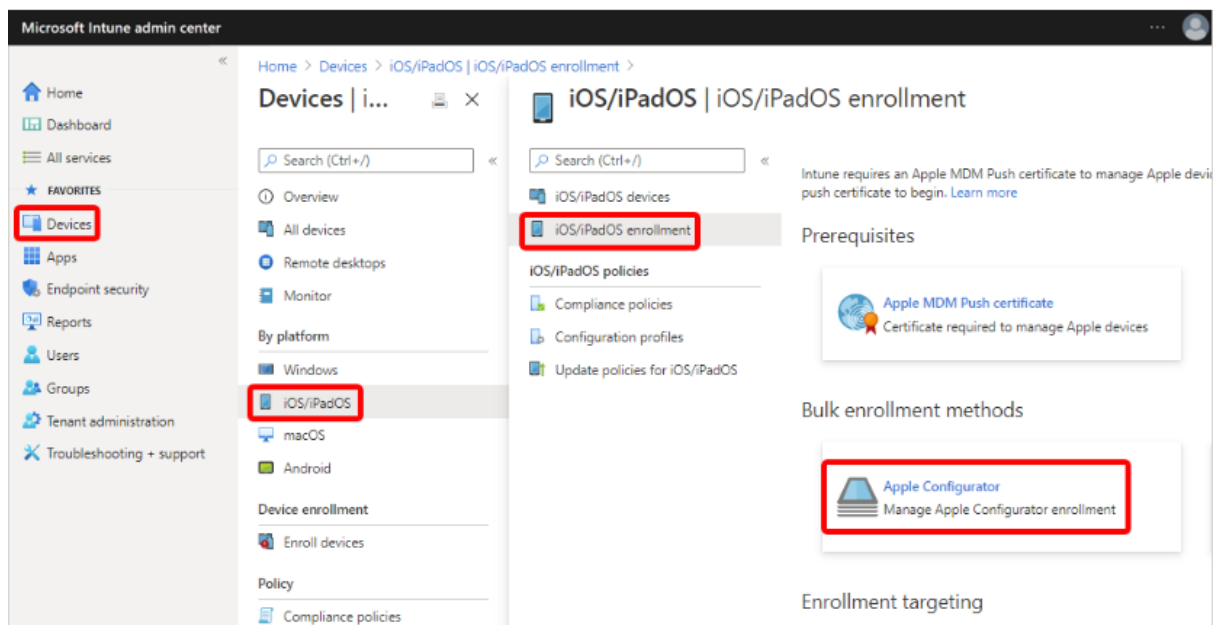 Microsoft Intune admin center
...
«
Home
Dashboard
All services
FAVORITES
Devices
Apps
Endpoint security
Reports
Users
Groups
Tenant administration
Troubleshooting + support
Home > Devices > iOS/iPadOS | iOS/iPadOS enrollment >
Devices | i...
Search (Ctrl+/)
«
Overview
All devices
Remote desktops
Monitor
By platform
Windows
iOS/iPadOS
macOS
Android
Device enrollment
Enroll devices
Policy
Compliance policies
iOS/iPadOS | iOS/iPadOS enrollment
Search (Ctrl+/)
«
iOS/iPadOS devices
iOS/iPadOS enrollment
iOS/iPadOS policies
Compliance policies
Configuration profiles
Update policies for iOS/iPadOS
Intune requires an Apple MDM Push certificate to manage Apple devic
push certificate to begin. Learn more
Prerequisites
Apple MDM Push certificate
Certificate required to manage Apple devices
Bulk enrollment methods
Apple Configurator
Manage Apple Configurator enrollment
Enrollment targeting